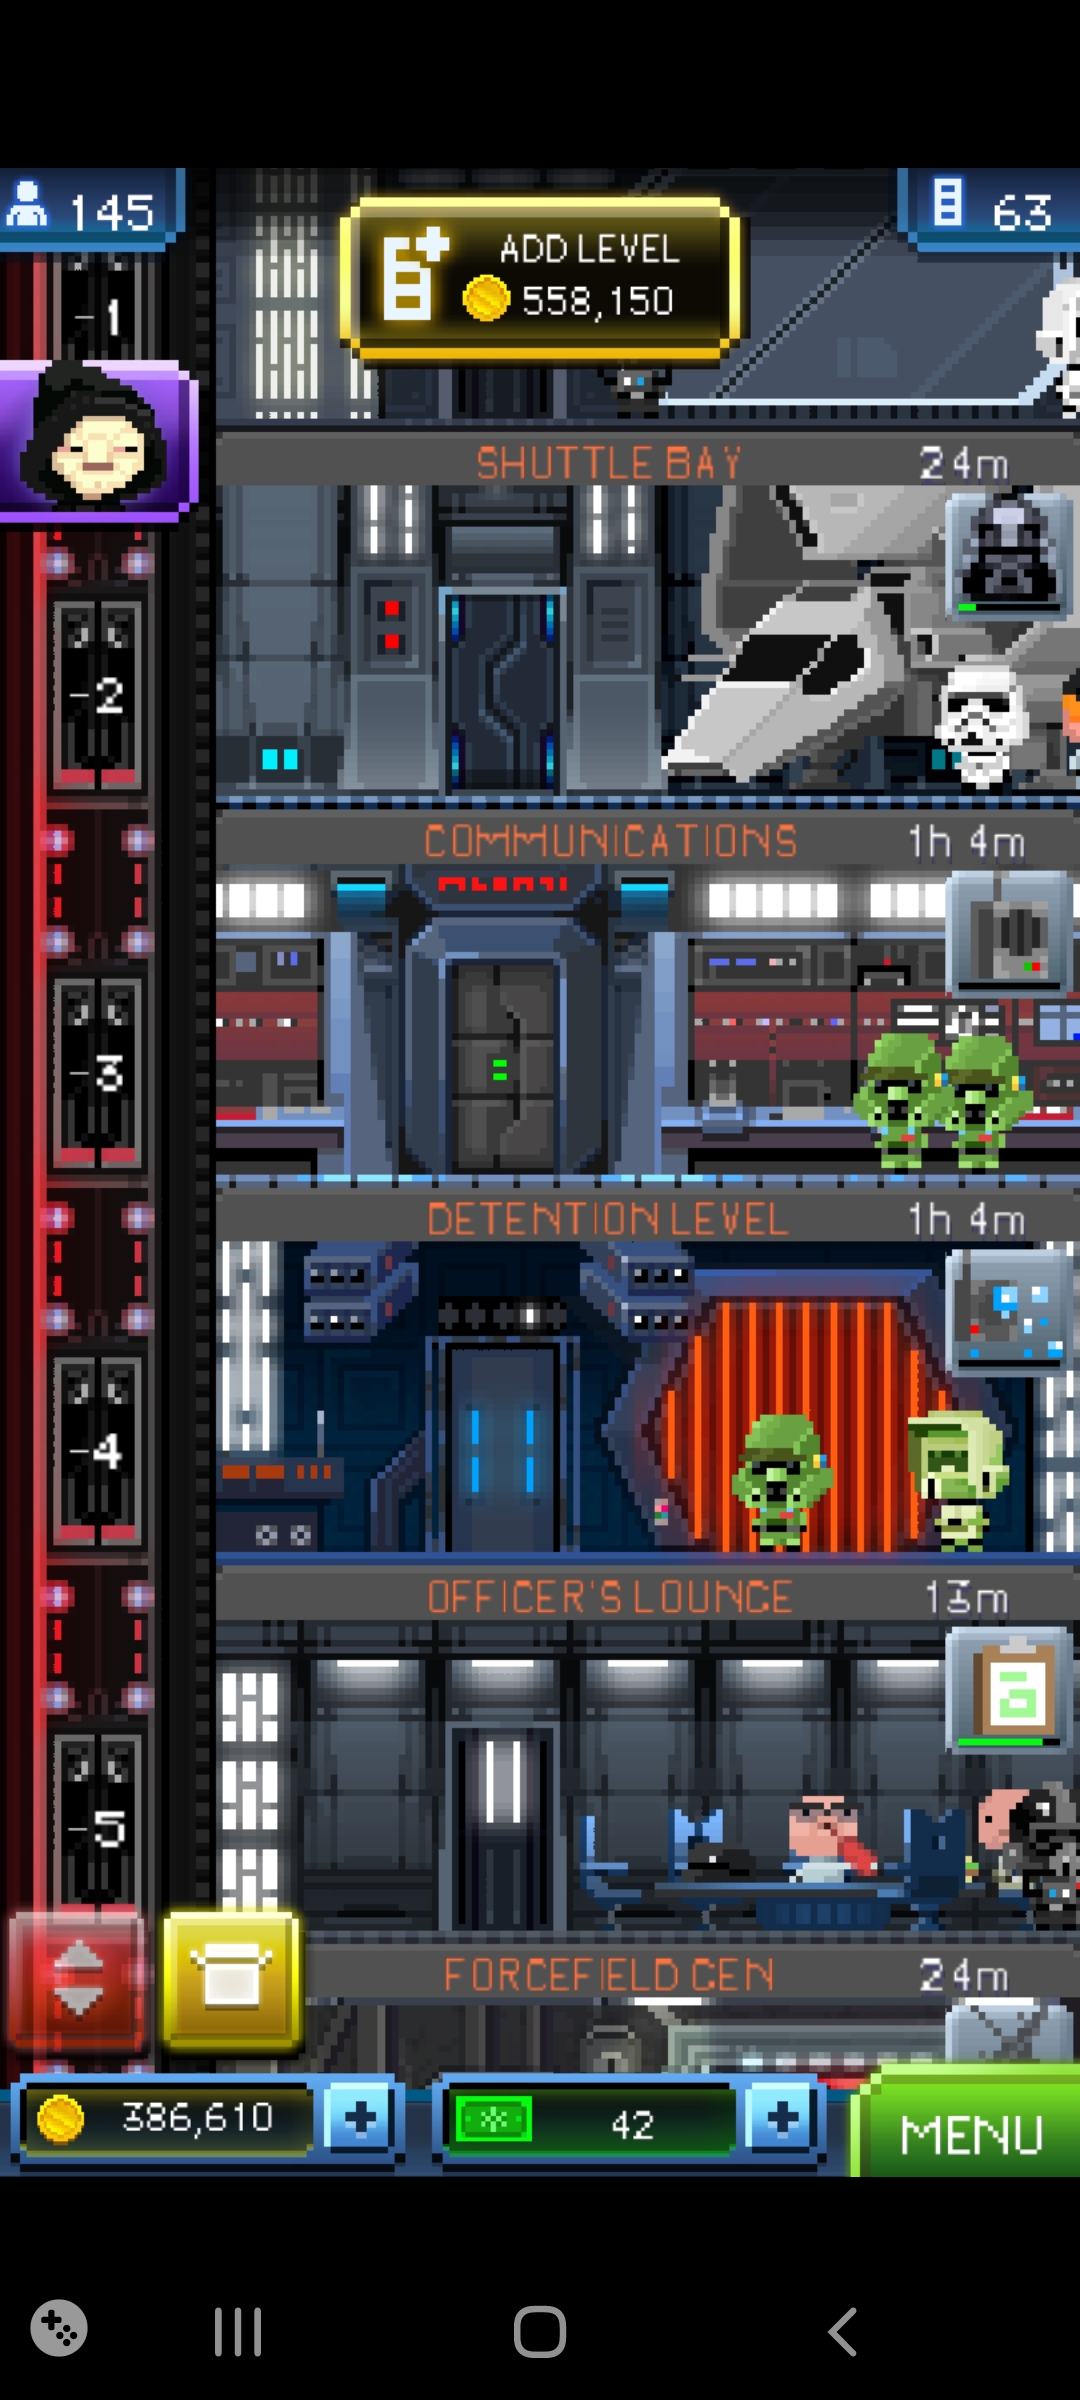 145
ADD LEVEL
558,150
63
-1
SHUTTLE BAY 24m
-2
COMMUNICATIONS 1h 4m
-3
DETENTION LEVEL 1h 4m
-4
OFFICER'S LOUNGE 13m
-5
FORCEFIELD GEN 24m
386,610
42
MENU